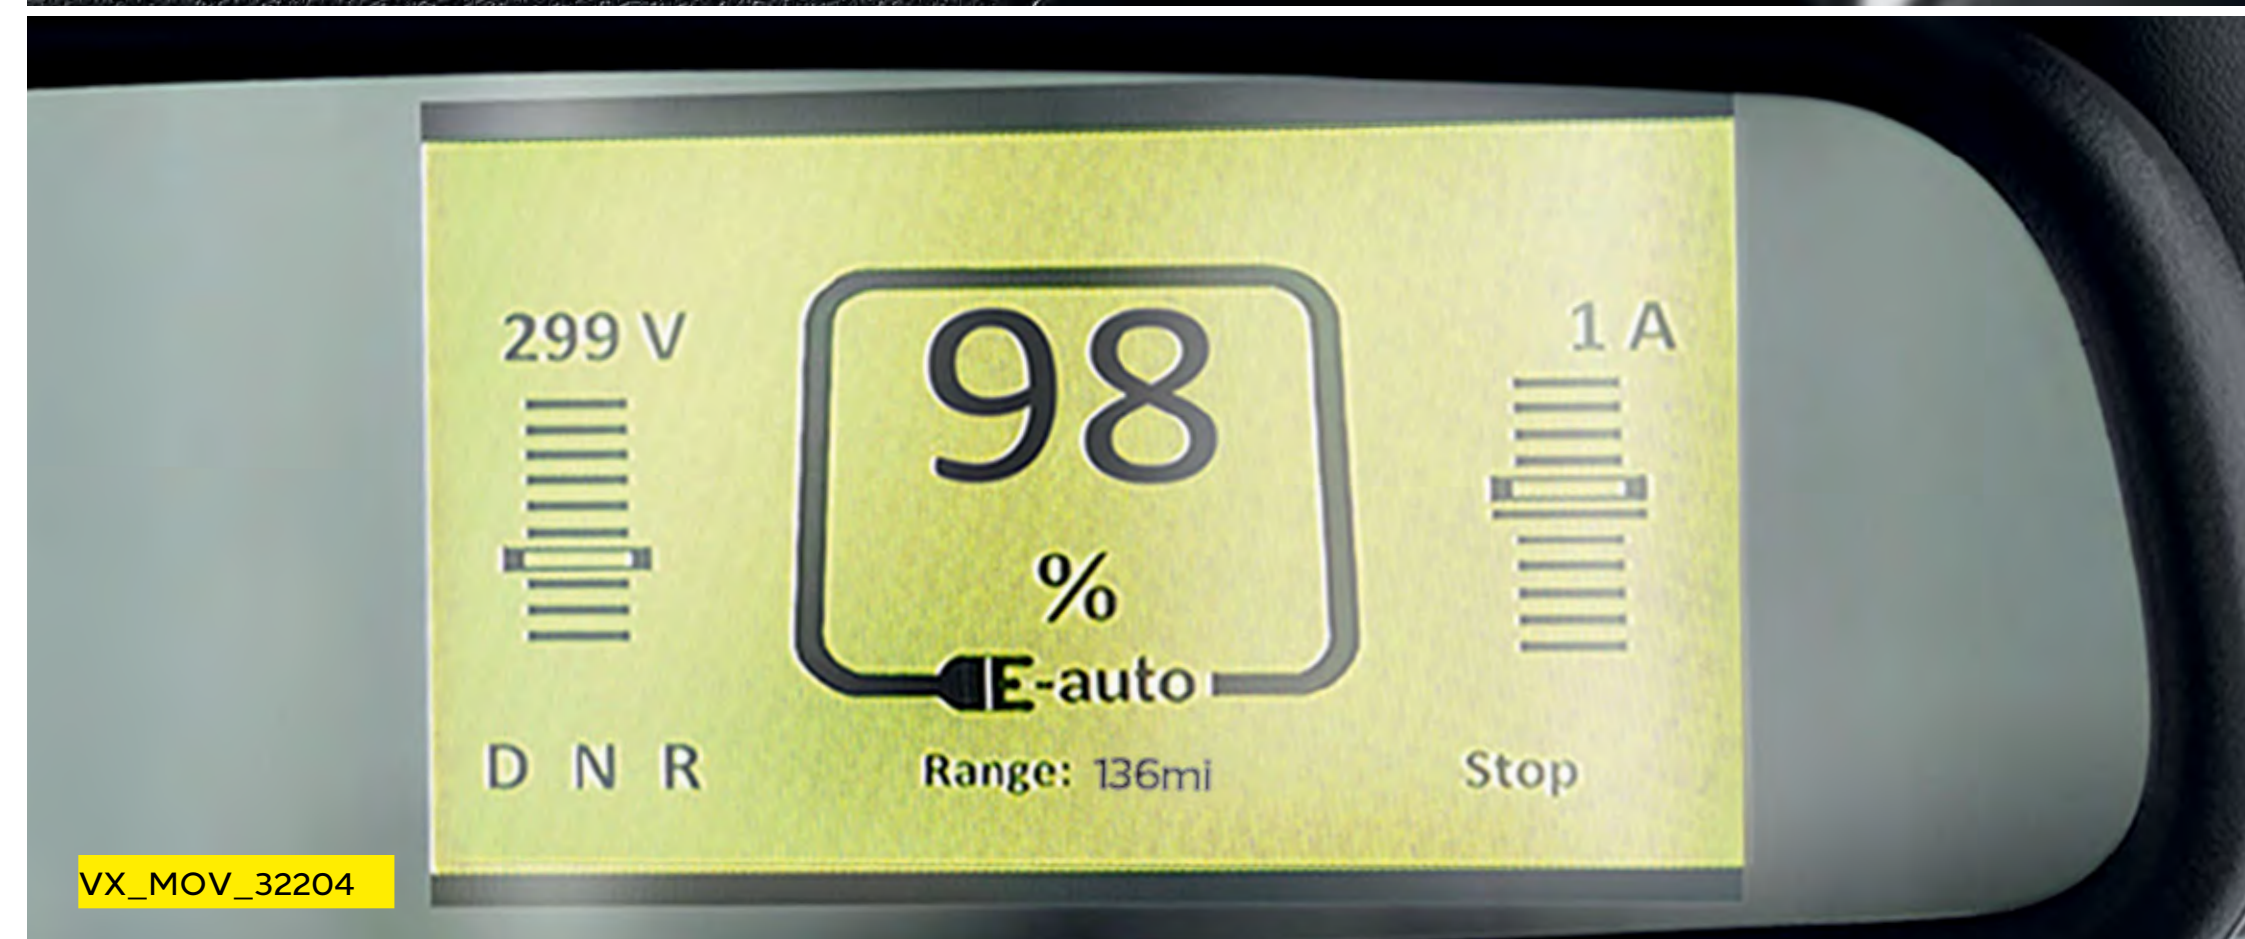 299 V
1 A
98
%
E-auto
D N R
Range: 136mi
Stop
VX_MOV_32204